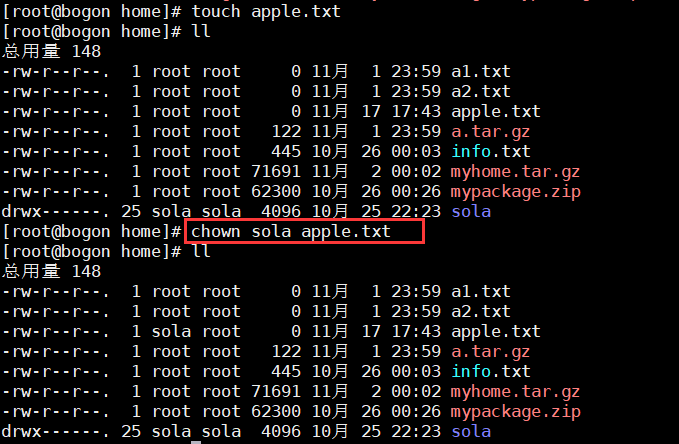 [root@bogon home]# touch apple.txt
[root@bogon home]# ll
总用量 148
-rw-r--r--. 1 root root 0 11月 1 23:59 a1.txt
-rw-r--r--. 1 root root 0 11月 1 23:59 a2.txt
-rw-r--r--. 1 root root 0 11月 17 17:43 apple.txt
-rw-r--r--. 1 root root 122 11月 1 23:59 a.tar.gz
-rw-r--r--. 1 root root 445 10月 26 00:03 info.txt
-rw-r--r--. 1 root root 71691 11月 2 00:02 myhome.tar.gz
-rw-r--r--. 1 root root 62300 10月 26 00:26 mypackage.zip
drwx------. 25 sola sola 4096 10月 25 22:23 sola
[root@bogon home]# chown sola apple.txt
[root@bogon home]# ll
总用量 148
-rw-r--r--. 1 root root 0 11月 1 23:59 a1.txt
-rw-r--r--. 1 root root 0 11月 1 23:59 a2.txt
-rw-r--r--. 1 sola root 0 11月 17 17:43 apple.txt
-rw-r--r--. 1 root root 122 11月 1 23:59 a.tar.gz
-rw-r--r--. 1 root root 445 10月 26 00:03 info.txt
-rw-r--r--. 1 root root 71691 11月 2 00:02 myhome.tar.gz
-rw-r--r--. 1 root root 62300 10月 26 00:26 mypackage.zip
drwx------. 25 sola sola 4096 10月 25 22:23 sola